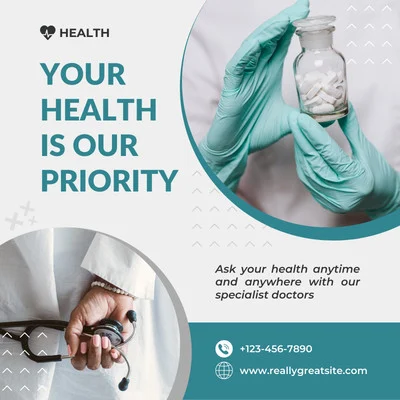 HEALTH
YOUR
HEALTH
IS OUR
PRIORITY
Ask your health anytime
and anywhere with our
specialist doctors
+123-456-7890
www.reallygreatsite.com